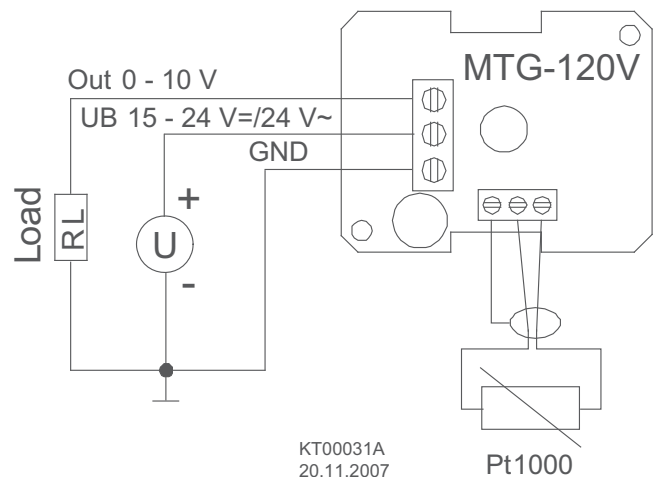 MTG-120V
Out 0 - 10 V
UB 15 - 24 V=/24 V~
GND
Load
RL
+
U
-
KT00031A
20.11.2007
Pt1000